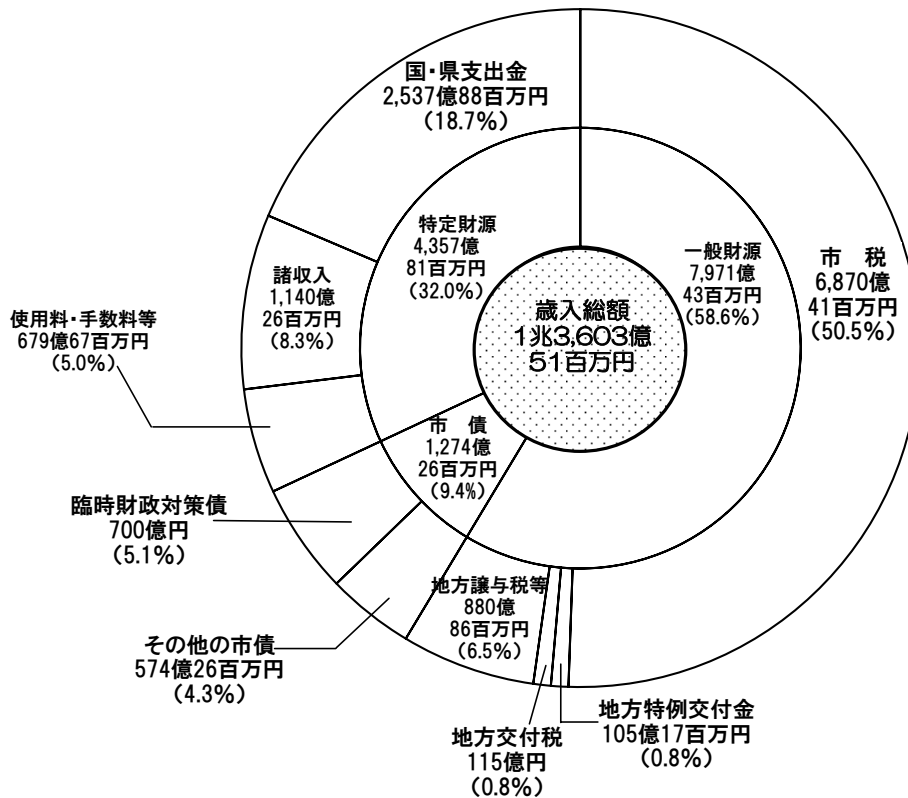 国・県支出金
2,537億88百万円
（18.7%）
特定財源
4,357億
81百万円
（32.0%）
一般財源
7,971億
43百万円
（58.6%）
市　税
6,870億
41百万円
（50.5%）
諸収入
1,140億
26百万円
（8.3%）
歳入総額
1兆3,603億
51百万円
使用料・手数料等
679億67百万円
（5.0%）
市　債
1,274億
26百万円
（9.4%）
臨時財政対策債
700億円
（5.1%）
地方譲与税等
880億
86百万円
（6.5%）
その他の市債
574億26百万円
（4.3%）
地方交付税
115億円
（0.8%）
地方特例交付金
105億17百万円
（0.8%）